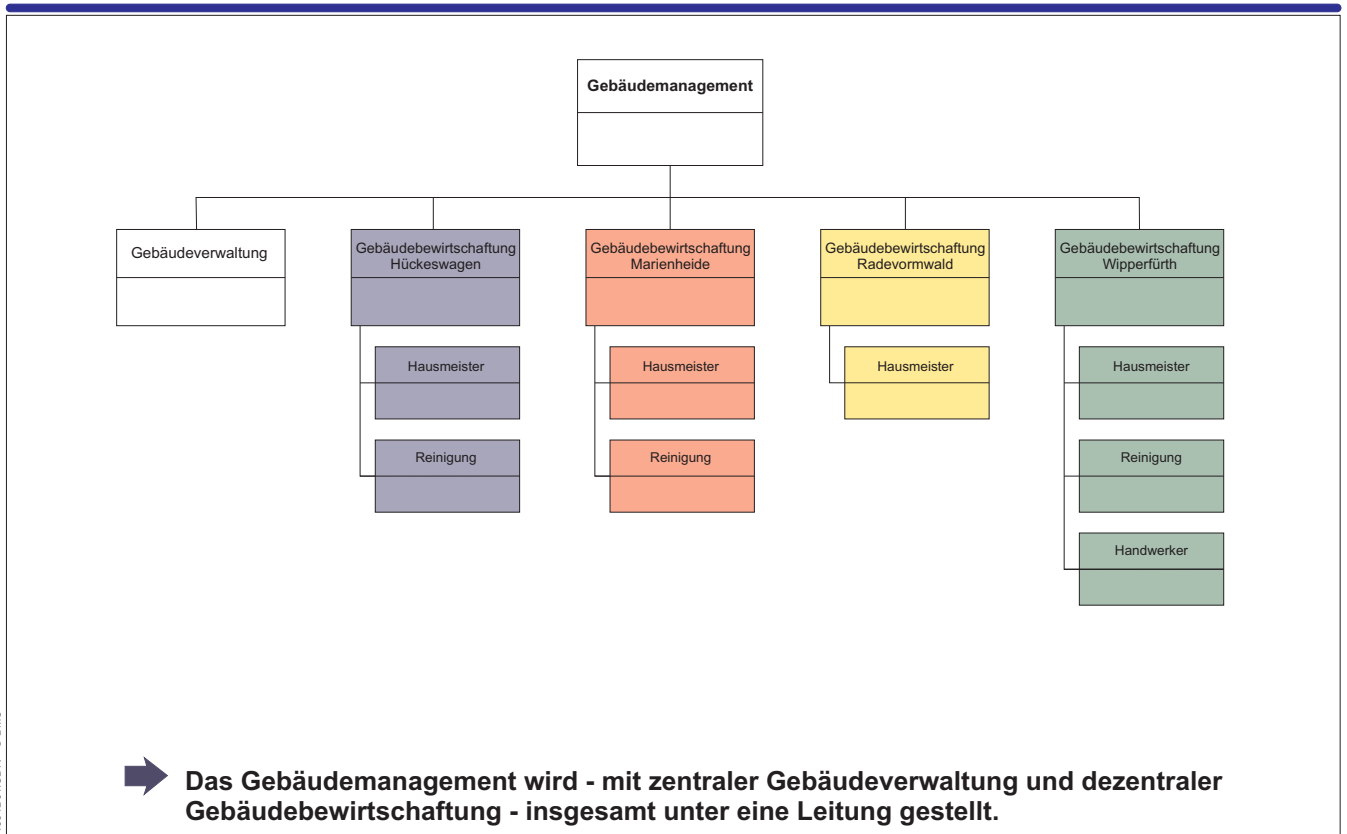 Gebäudemanagement
Gebäudeverwaltung
Gebäudebewirtschaftung
Hückeswagen
Gebäudebewirtschaftung
Marienheide
Gebäudebewirtschaftung
Radevormwald
Gebäudebewirtschaftung
Wipperfürth
Hausmeister
Hausmeister
Hausmeister
Hausmeister
Reinigung
Reinigung
Reinigung
Handwerker
Das Gebäudemanagement wird - mit zentraler Gebäudeverwaltung und dezentraler
Gebäudebewirtschaftung - insgesamt unter eine Leitung gestellt.